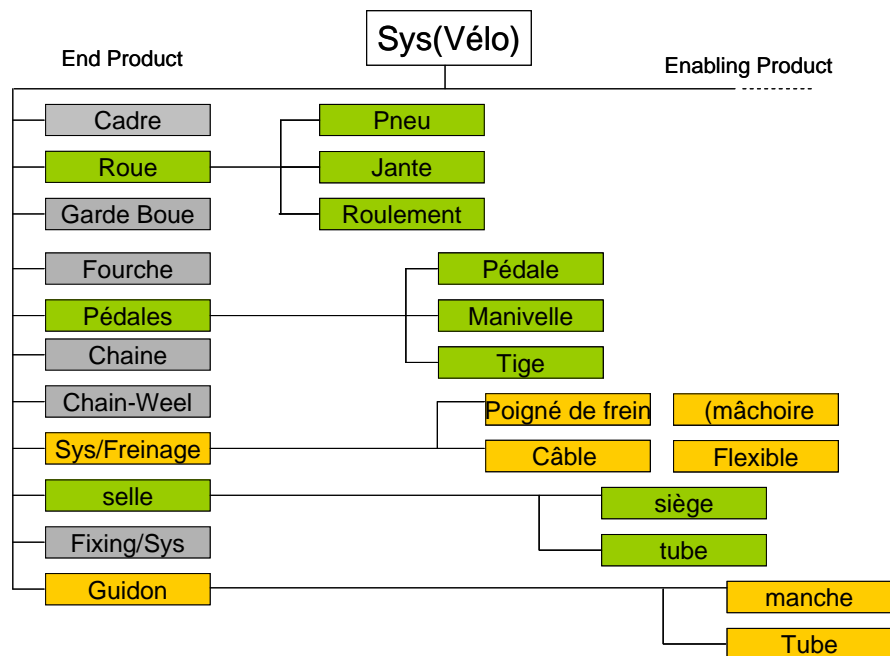 Sys(Vélo)
End Product
Enabling Product
Cadre
Pneu
Roue
Jante
Garde Boue
Roulement
Fourche
Pédale
Pédales
Manivelle
Chaine
Tige
Chain-Weel
Poigné de frein
(mâchoire
Sys/Freinage
Câble
Flexible
selle
siège
Fixing/Sys
tube
Guidon
manche
Tube